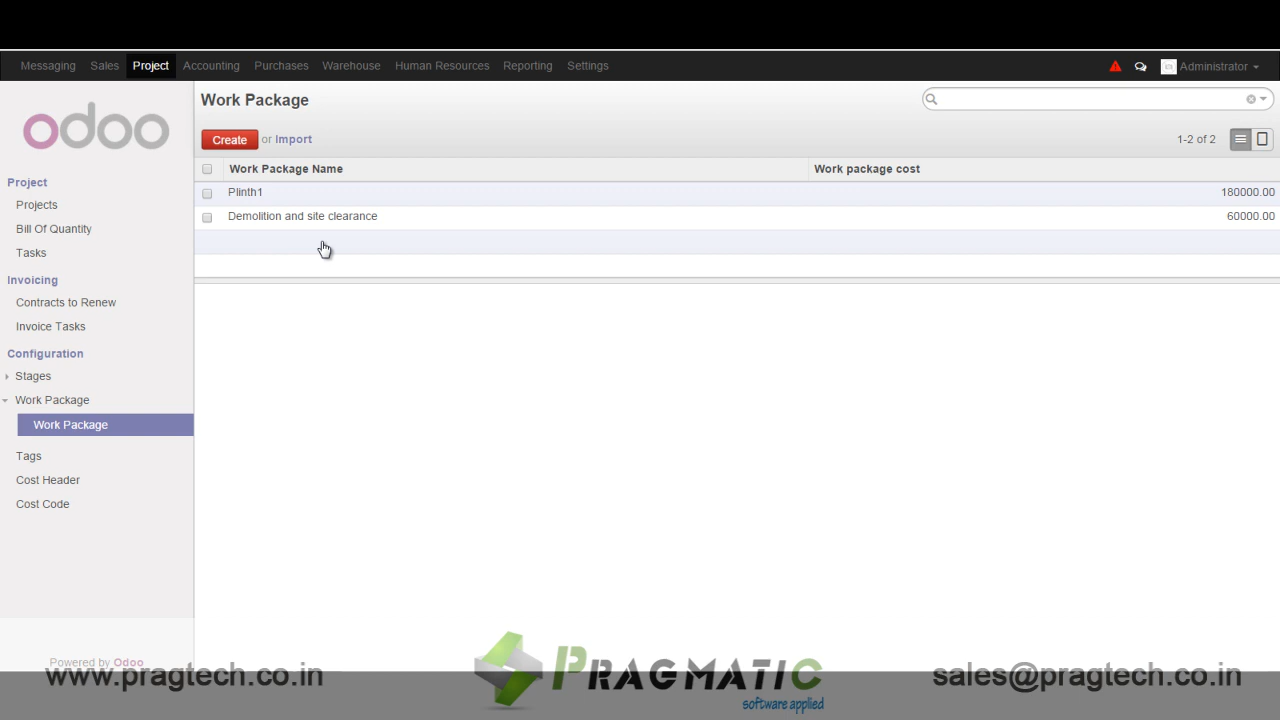 Messaging Sales Project Accounting Purchases Warehouse Human Resources Reporting Settings Administrator
odoo
Work Package
Create or Import
1-2 of 2
Work Package Name Work package cost
Plinth1 180000.00
Demolition and site clearance 60000.00
Project
Projects
Bill Of Quantity
Tasks
Invoicing
Contracts to Renew
Invoice Tasks
Configuration
Stages
Work Package
Work Package
Tags
Cost Header
Cost Code
Powered by Odoo
www.pragtech.co.in
PRAGMATIC
software applied
sales@pragtech.co.in